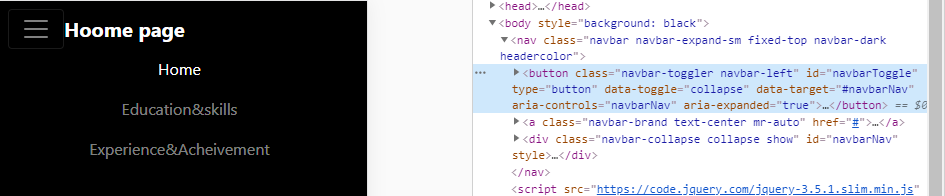 Hoome page
Home
Education&skills
Experience&Acheivement
▶<head>…</head>
▼<body style="background: black">
▼<nav class="navbar navbar-expand-sm fixed-top navbar-dark
headercolor">
… ▶<button class="navbar-toggler navbar-left" id="navbarToggle"
type="button" data-toggle="collapse" data-target="#navbarNav"
aria-controls="navbarNav" aria-expanded="true">…</button> == $0
▶<a class="navbar-brand text-center mr-auto" href="#">…</a>
▶<div class="navbar-collapse collapse show" id="navbarNav"
style>…</div>
</nav>
<script src="https://code.jquery.com/jquery-3.5.1.slim.min.js"